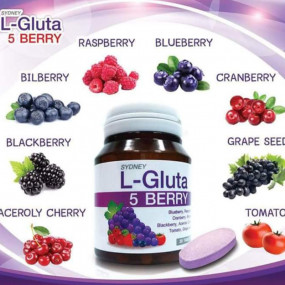 SYDNEY
L-Gluta
5 BERRY
RASPBERRY
BLUEBERRY
BILBERRY
CRANBERRY
BLACKBERRY
GRAPE SEED
ACEROLY CHERRY
TOMATO
SYDNEY
L-Gluta
5 BERRY